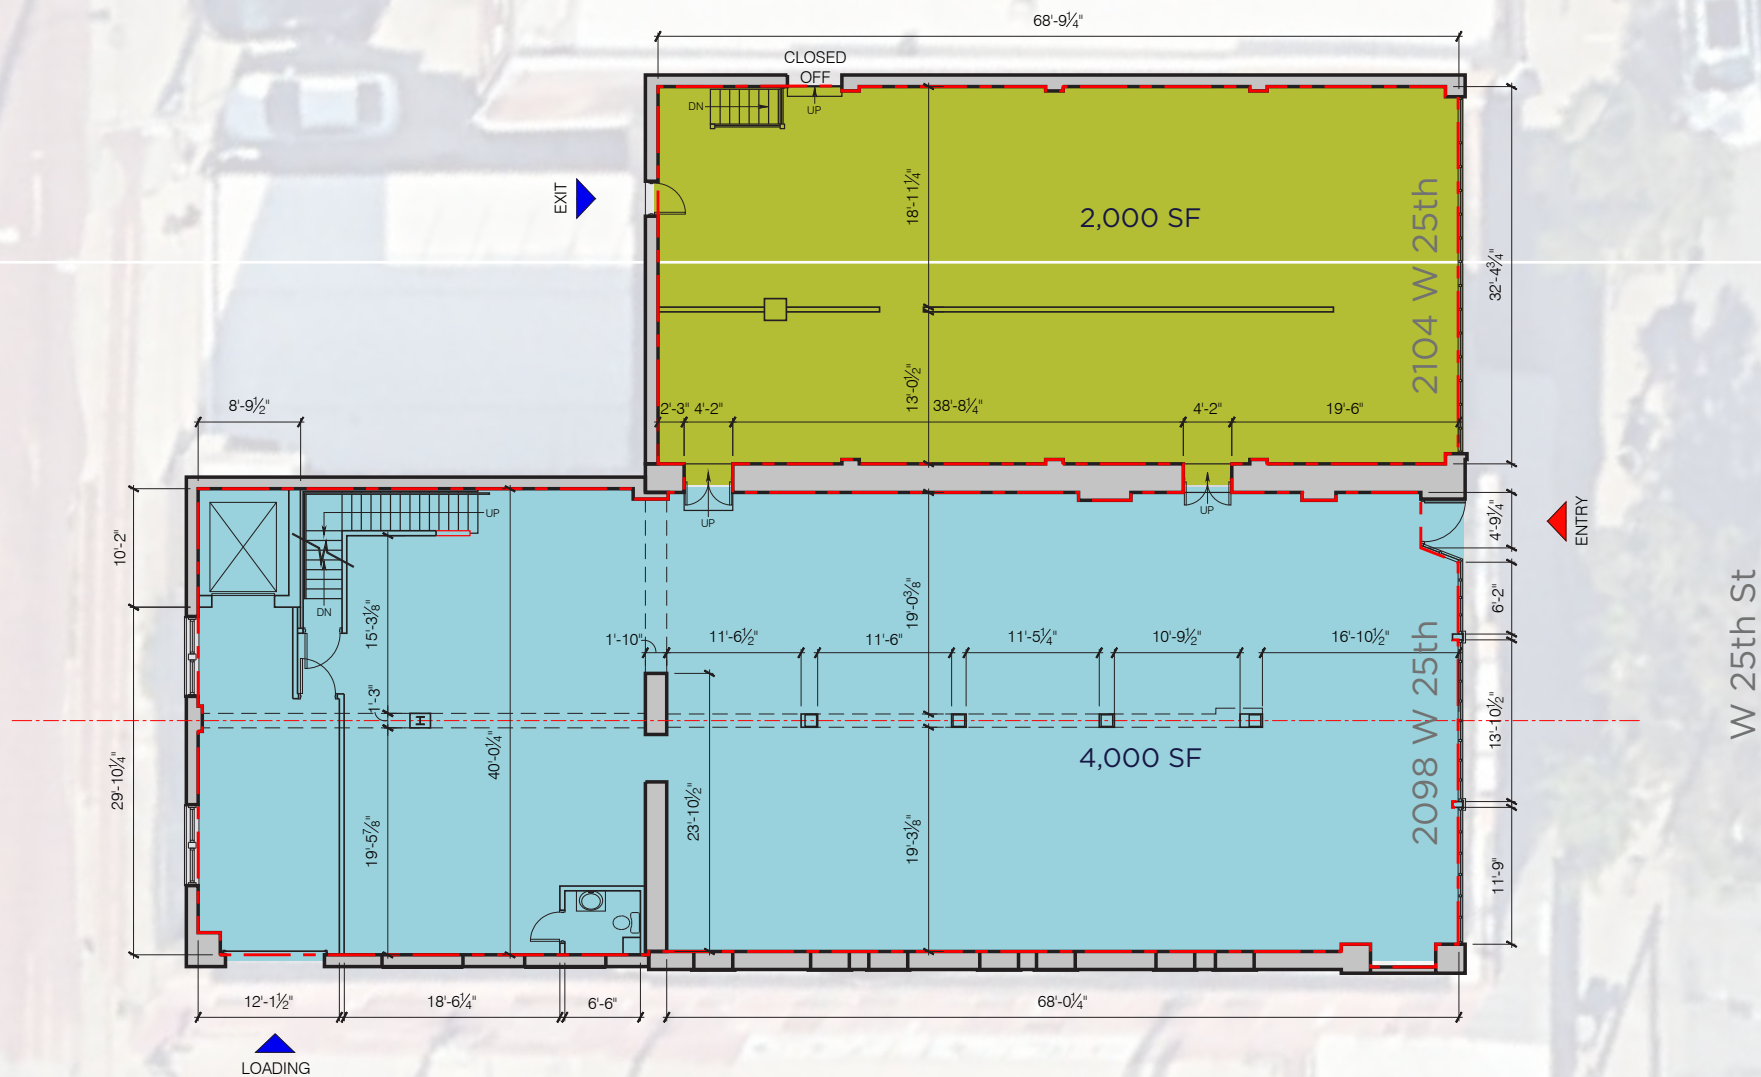 68'-9¼"
CLOSED
OFF
DN
UP
EXIT
18'-11¼"
2,000 SF
2104 W 25th
32'-4¾"
13'-0½"
2'-3"
4'-2"
38'-8¼"
4'-2"
19'-6"
8'-9½"
UP
UP
UP
ENTRY
4'-9¼"
10'-2"
DN
15'-3⅛"
19'-0⅜"
6'-2"
1'-10"
11'-6½"
11'-6"
11'-5¼"
10'-9½"
16'-10½"
W 25th St
1'-3"
H
40'-0¼"
4,000 SF
2098 W 25th
13'-10½"
29'-10¼"
19'-5⅞"
23'-10½"
19'-3⅛"
11'-9"
12'-1½"
18'-6¼"
6'-6"
68'-0¼"
LOADING